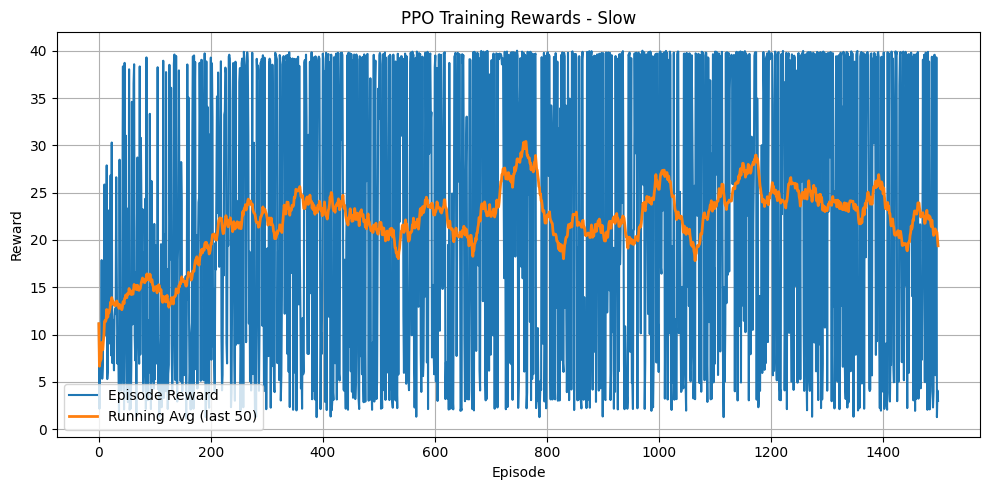 PPO Training Rewards - Slow
Reward
40
35
30
25
20
15
10
5
0
Episode Reward
Running Avg (last 50)
0 200 400 600 800 1000 1200 1400
Episode